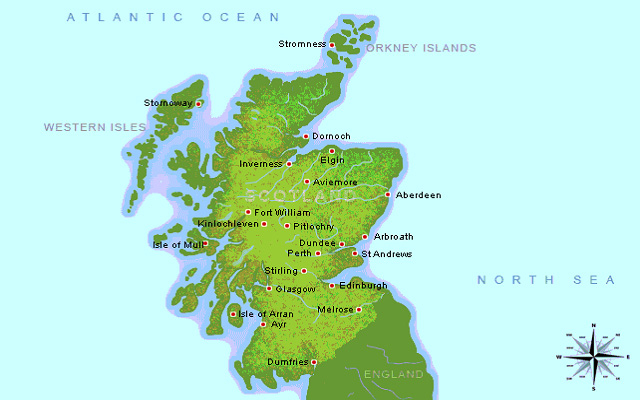 ATLANTIC OCEAN
Stromness
ORKNEY ISLANDS
Stornoway
WESTERN ISLES
Dornoch
Elgin
Inverness
Aviemore
SCOTLAND
Aberdeen
Fort William
Kinlochleven
Pitlochry
Isle of Mull
Dundee
Arbroath
Perth
St Andrews
Stirling
NORTH SEA
Glasgow
Edinburgh
Isle of Arran
Melrose
Ayr
Dumfries
ENGLAND
N
W
E
S